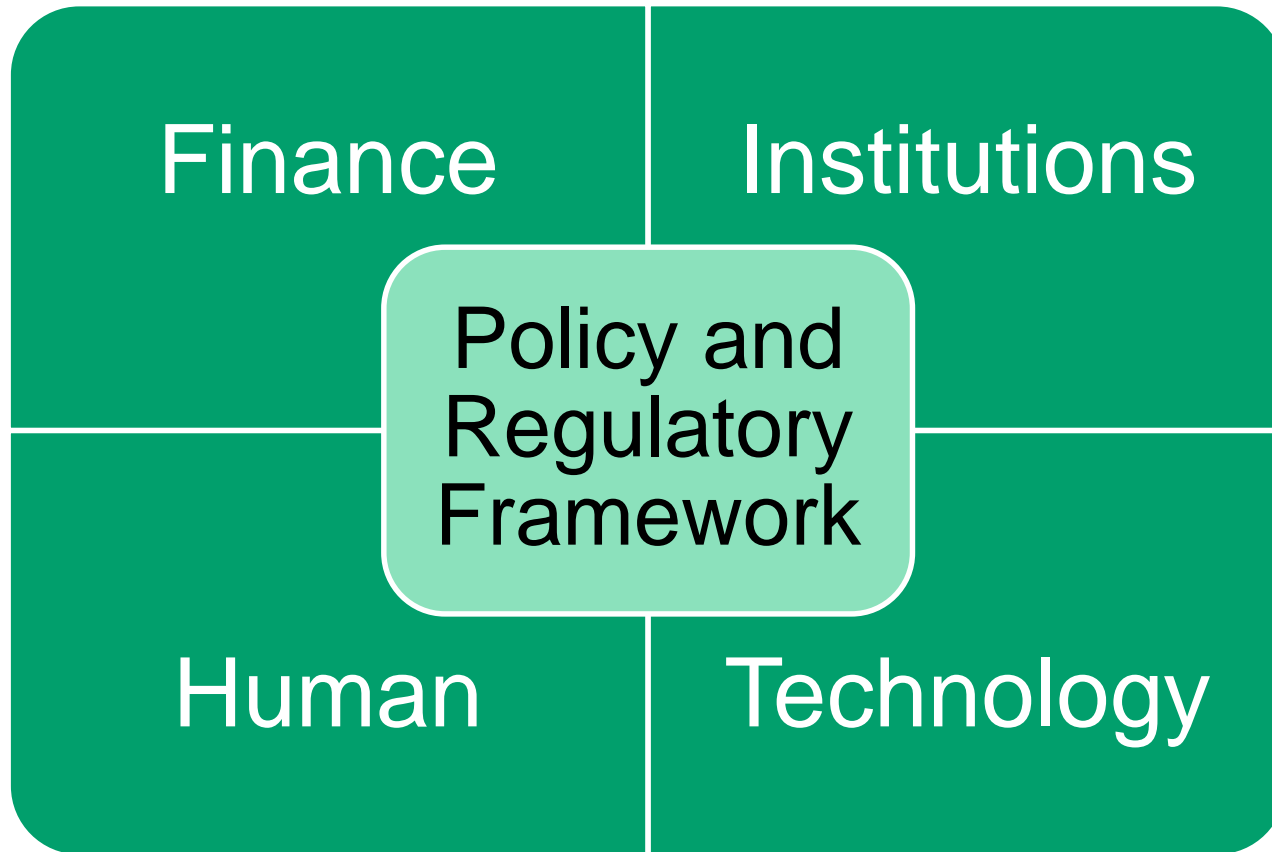 Finance
Institutions
Policy and
Regulatory
Framework
Human
Technology